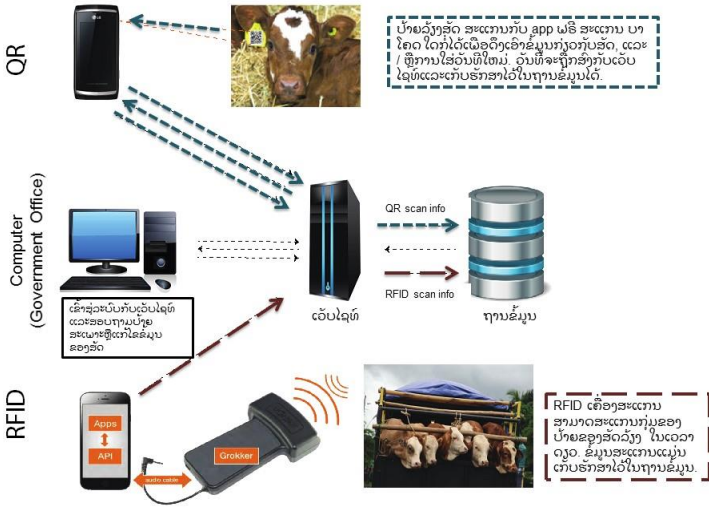 QR
ປ້າຍລ້ຽງສັດ ສະແກນກັບ app ຟຣີ ສະແກນ ບາ
ໂຄດ ໃດກໍ່ໄດ້ເພື່ອດຶງເອົາຂໍ້ມູນກ່ຽວກັບສັດ, ແລະ
/ ຫຼືການໃສ່ວັນທີໃຫມ່. ວັນທີ່ຈະຖືກສົ່ງກັບເວັບ
ໄຊທ໌ແລະເກັບຮັກສາໄວ້ໃນຖານຂໍ້ມູນໄດ້.
Computer
(Government Office)
QR scan info
RFID scan info
ເວັບໄຊທ໌
ຖານຂໍ້ມູນ
ເຂົ້າສູ່ລະບົບກັບເວັບໄຊທ໌
ແລະສອບຖາມປ້າຍ
ສະເພາະຫຼືແກ້ໄຂຂໍ້ມູນ
ຂອງສັດ
RFID
Apps
API
audio cable
Grokker
RFID ເຄື່ອງສະແກນ
ສາມາດສະແກນກຸ່ມຂອງ
ປ້າຍຂອງສັດລ້ຽງ ໃນເວລາ
ດຽວ. ຂໍ້ມູນສະແກນແມ່ນ
ເກັບຮັກສາໄວ້ໃນຖານຂໍ້ມູນ.